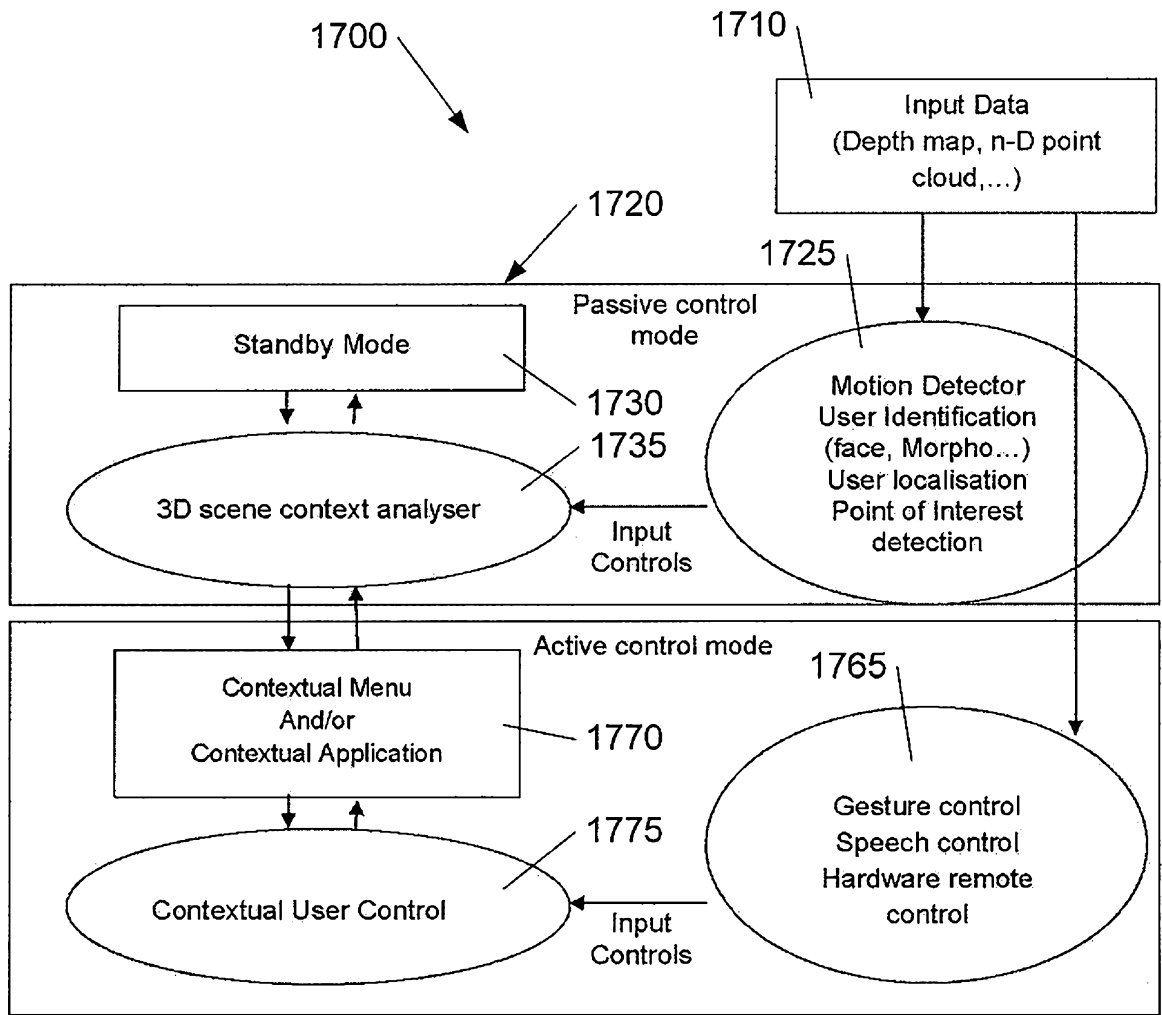 1700
1710
Input Data
(Depth map, n-D point
cloud,...)
1720
1725
Passive control
mode
Standby Mode
1730
1735
Motion Detector
User Identification
(face, Morpho...)
User localisation
Point of Interest
detection
3D scene context analyser
Input
Controls
Active control mode
1765
Contextual Menu
And/or
Contextual Application
1770
1775
Gesture control
Speech control
Hardware remote
control
Contextual User Control
Input
Controls